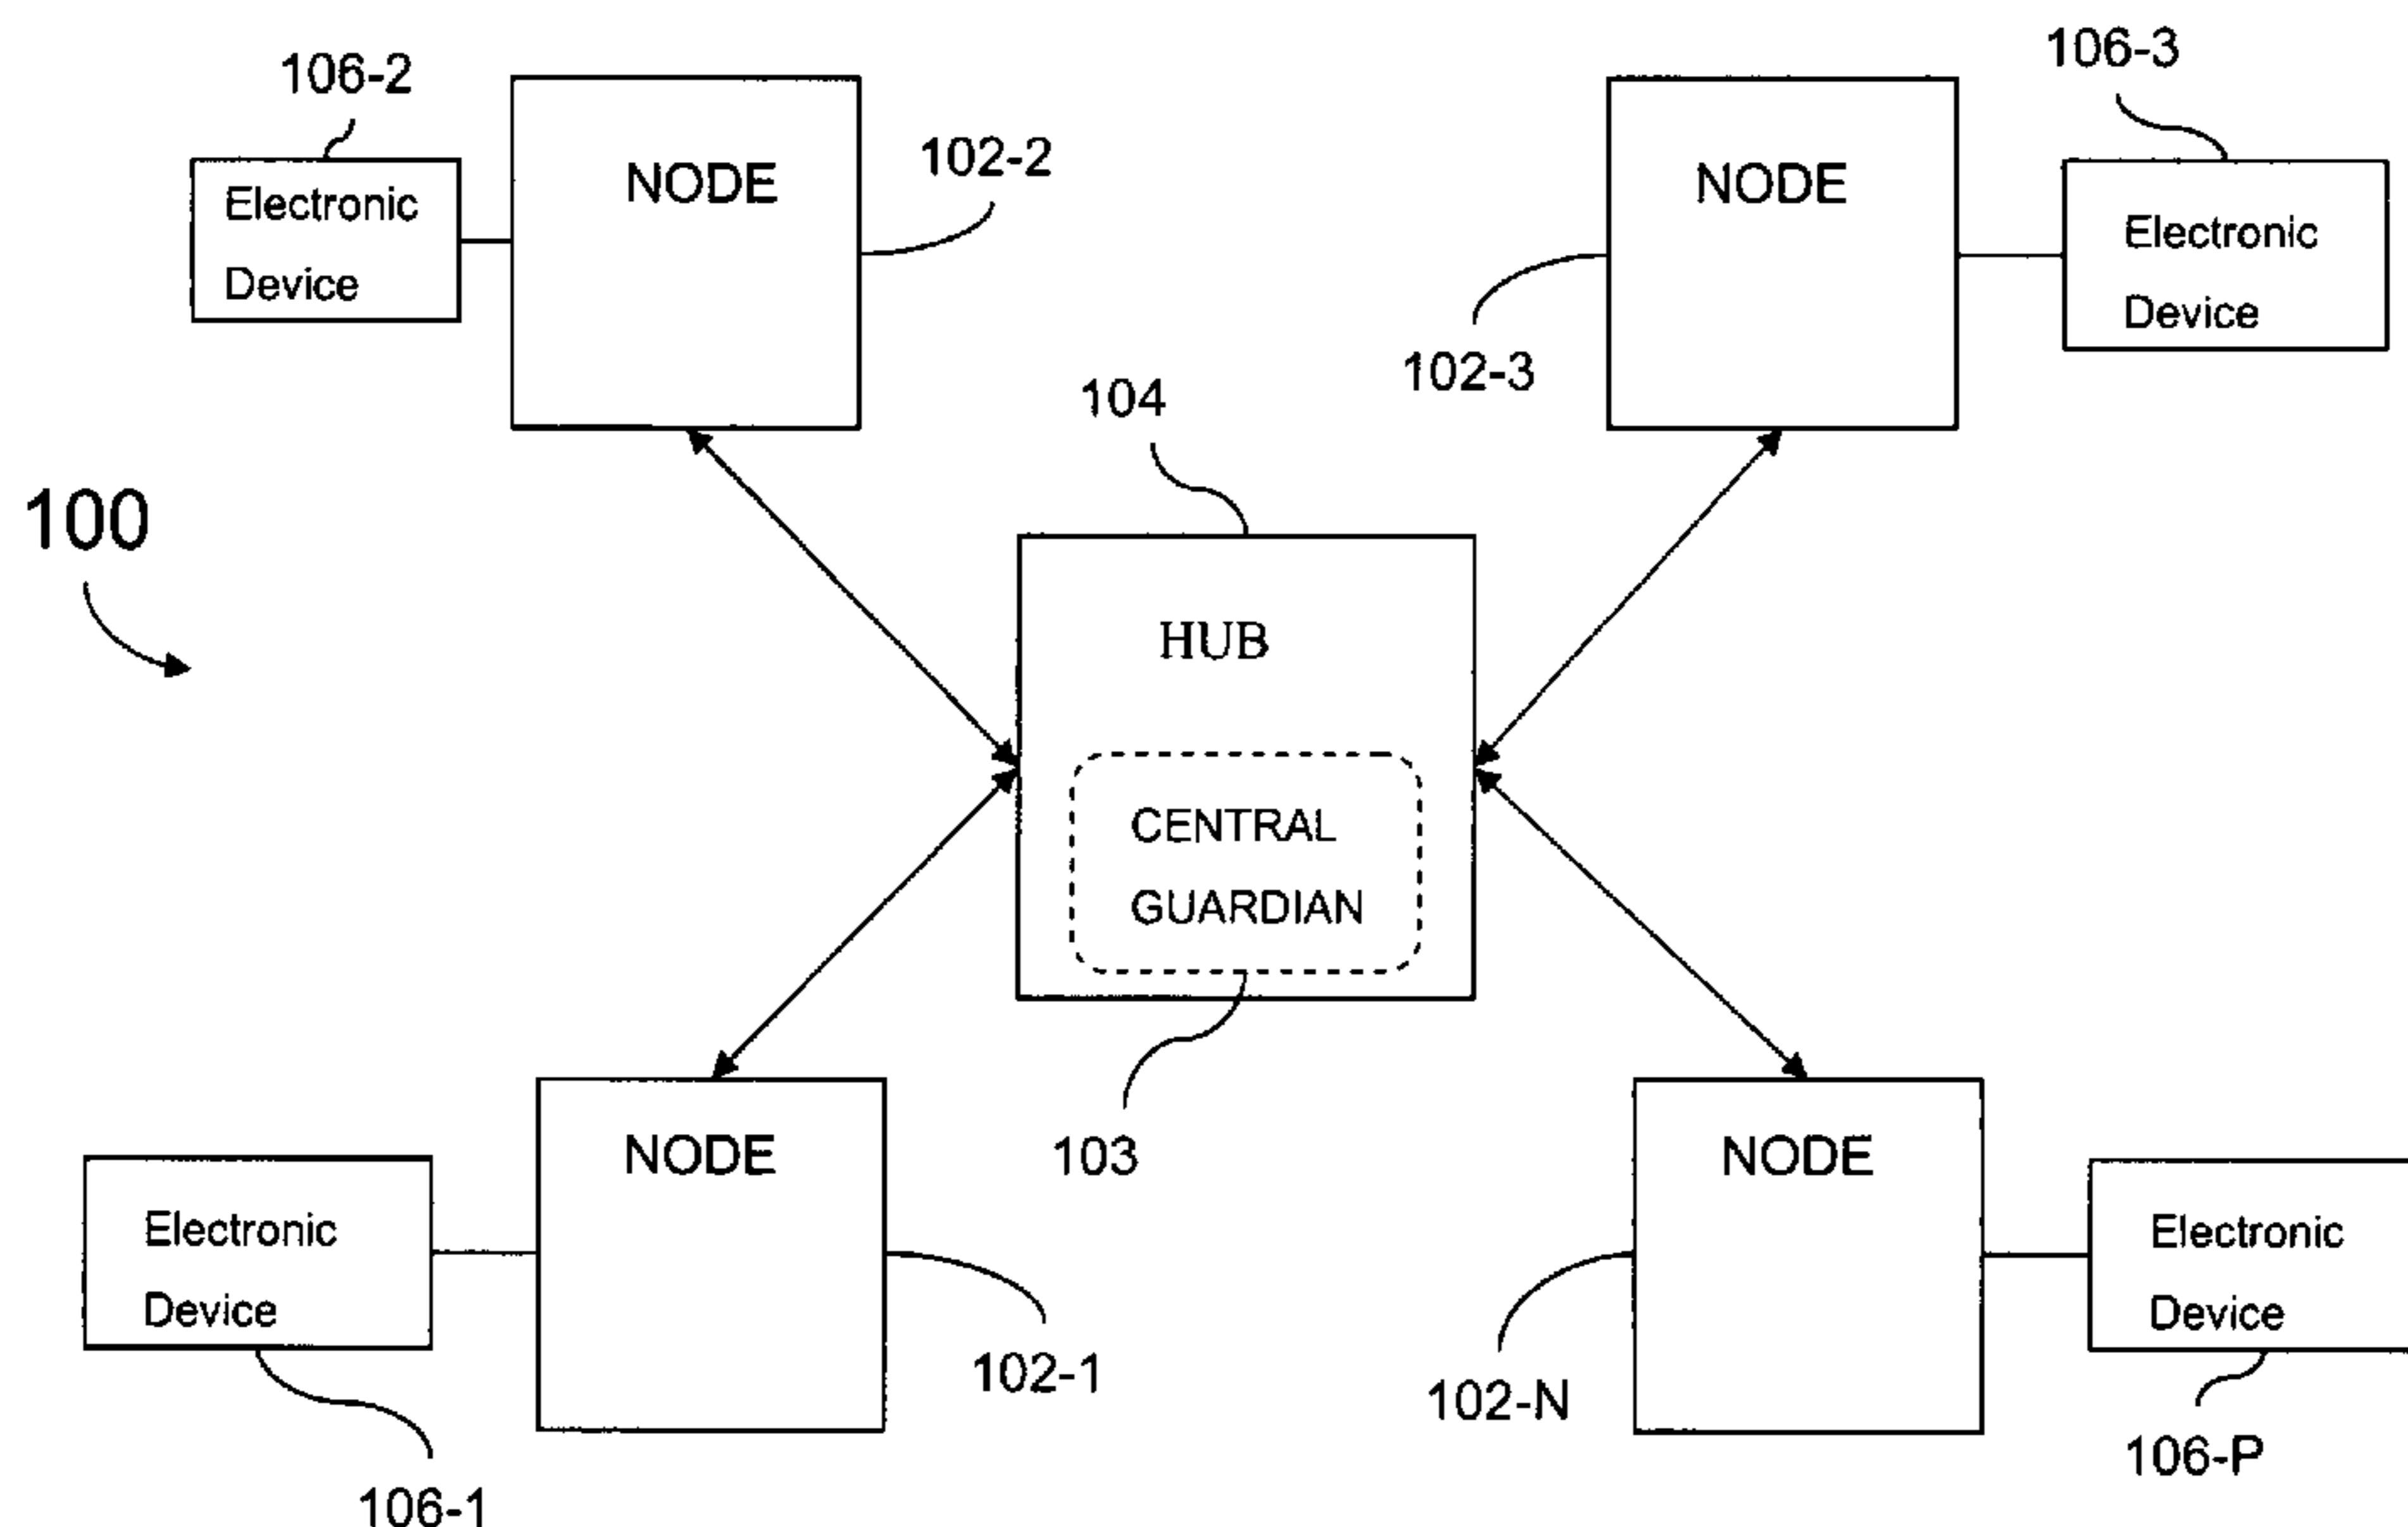 106-2
106-3
NODE
102-2
NODE
Electronic
Device
Electronic
Device
102-3
104
100
HUB
CENTRAL
GUARDIAN
103
NODE
NODE
Electronic
Device
Electronic
Device
102-1
102-N
106-P
106-1